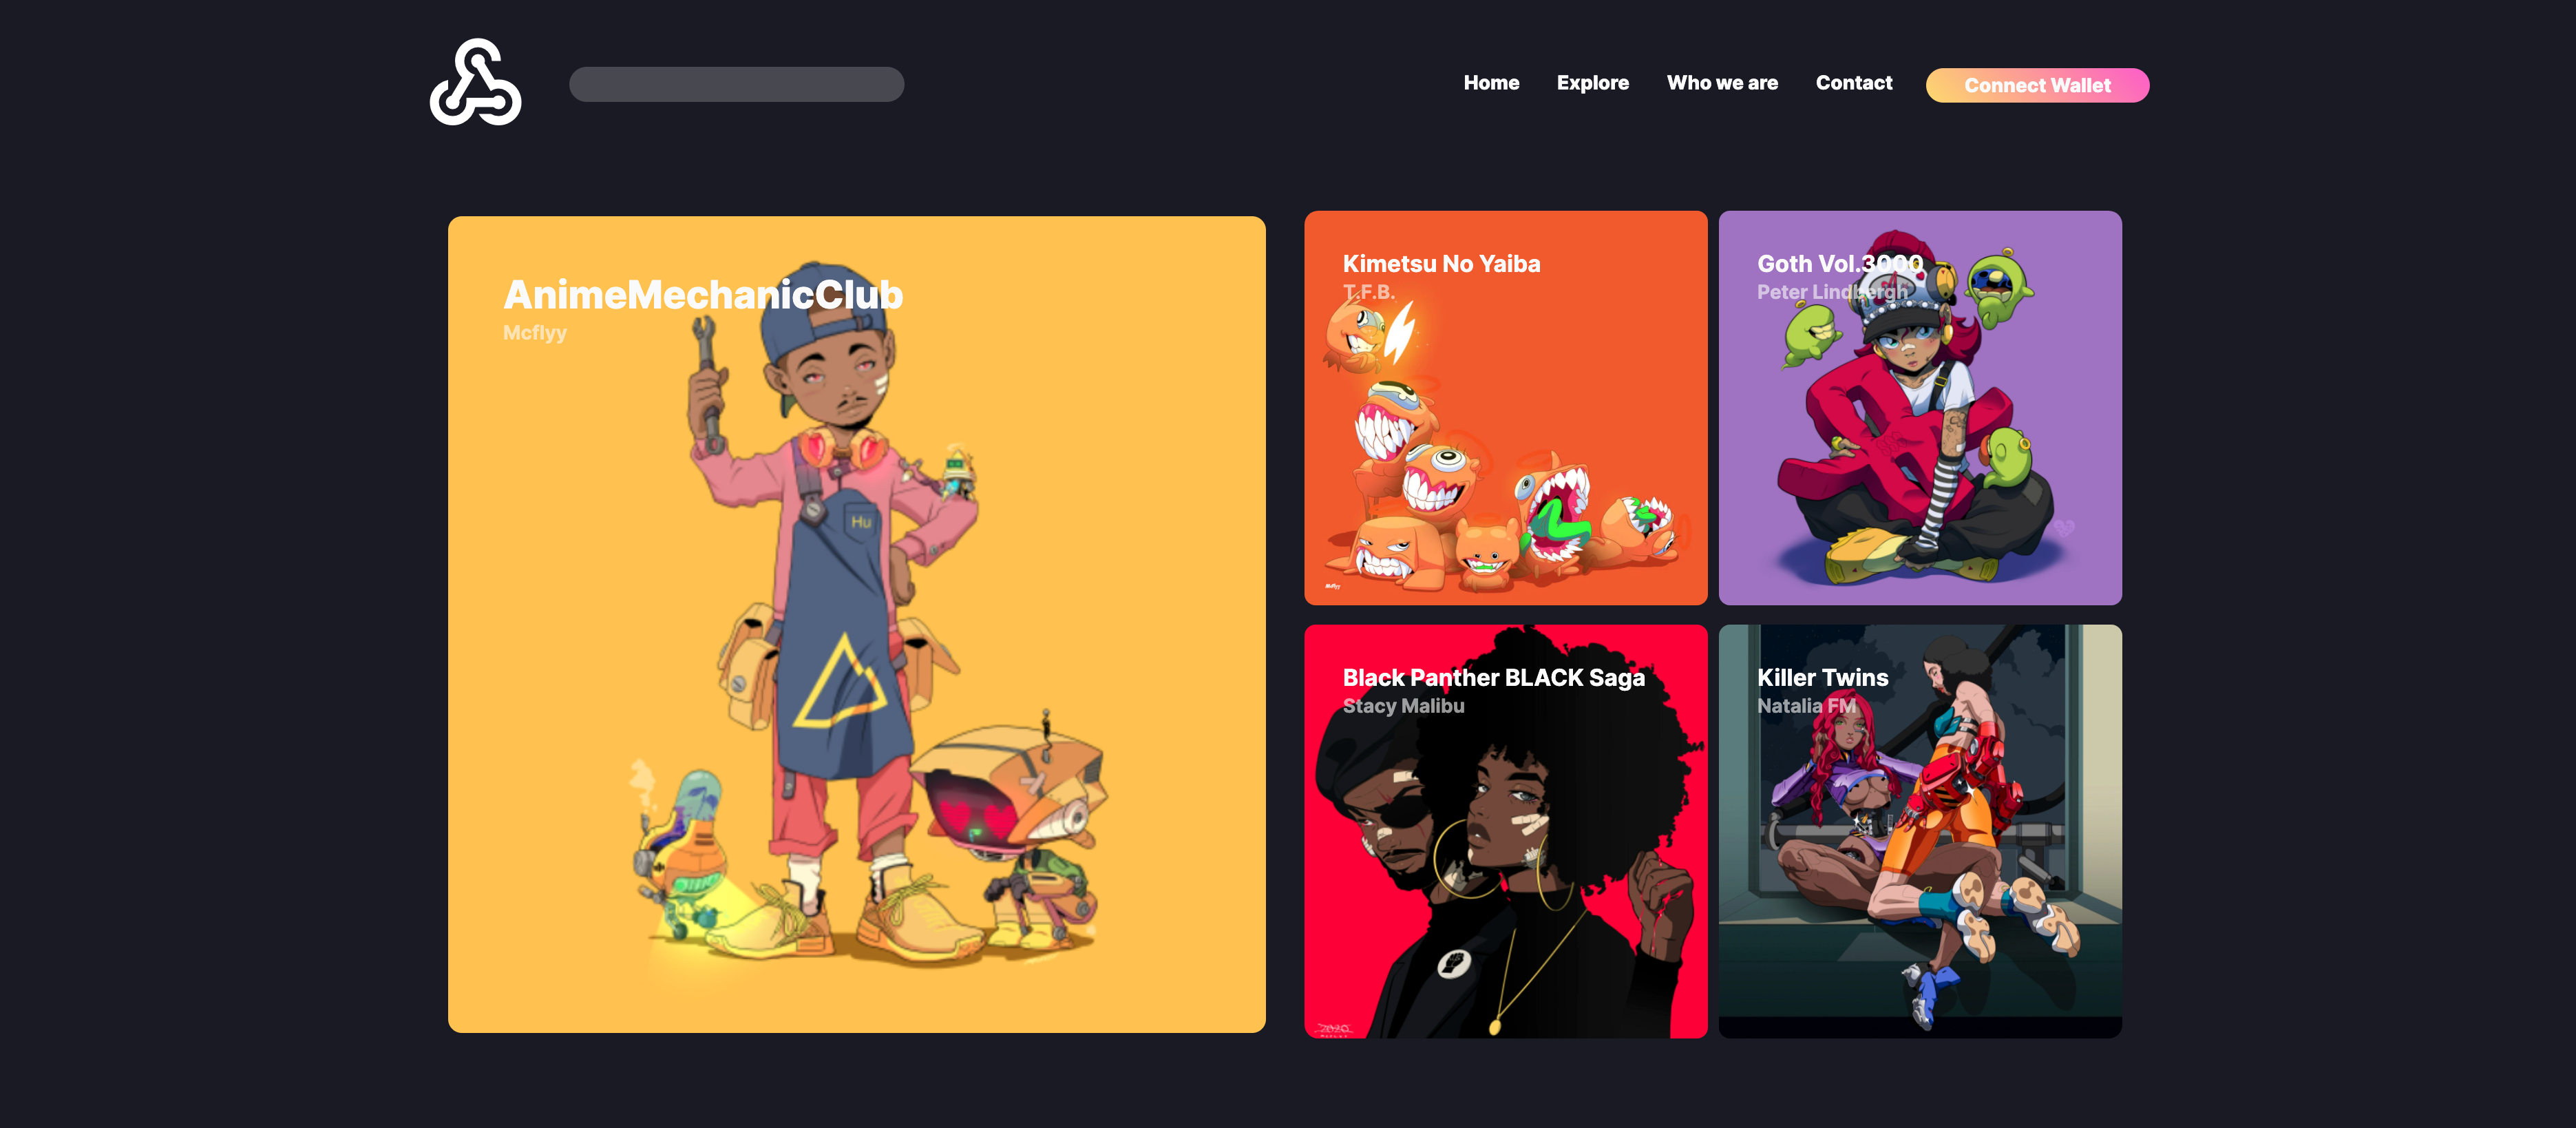 Home Explore Who we are Contact Connect Wallet
AnimeMechanicClub
Mcflyy
Hu
Kimetsu No Yaiba
T.F.B.
Goth Vol.3000
Peter Lindbergh
Black Panther BLACK Saga
Stacy Malibu
Killer Twins
Natalia FM